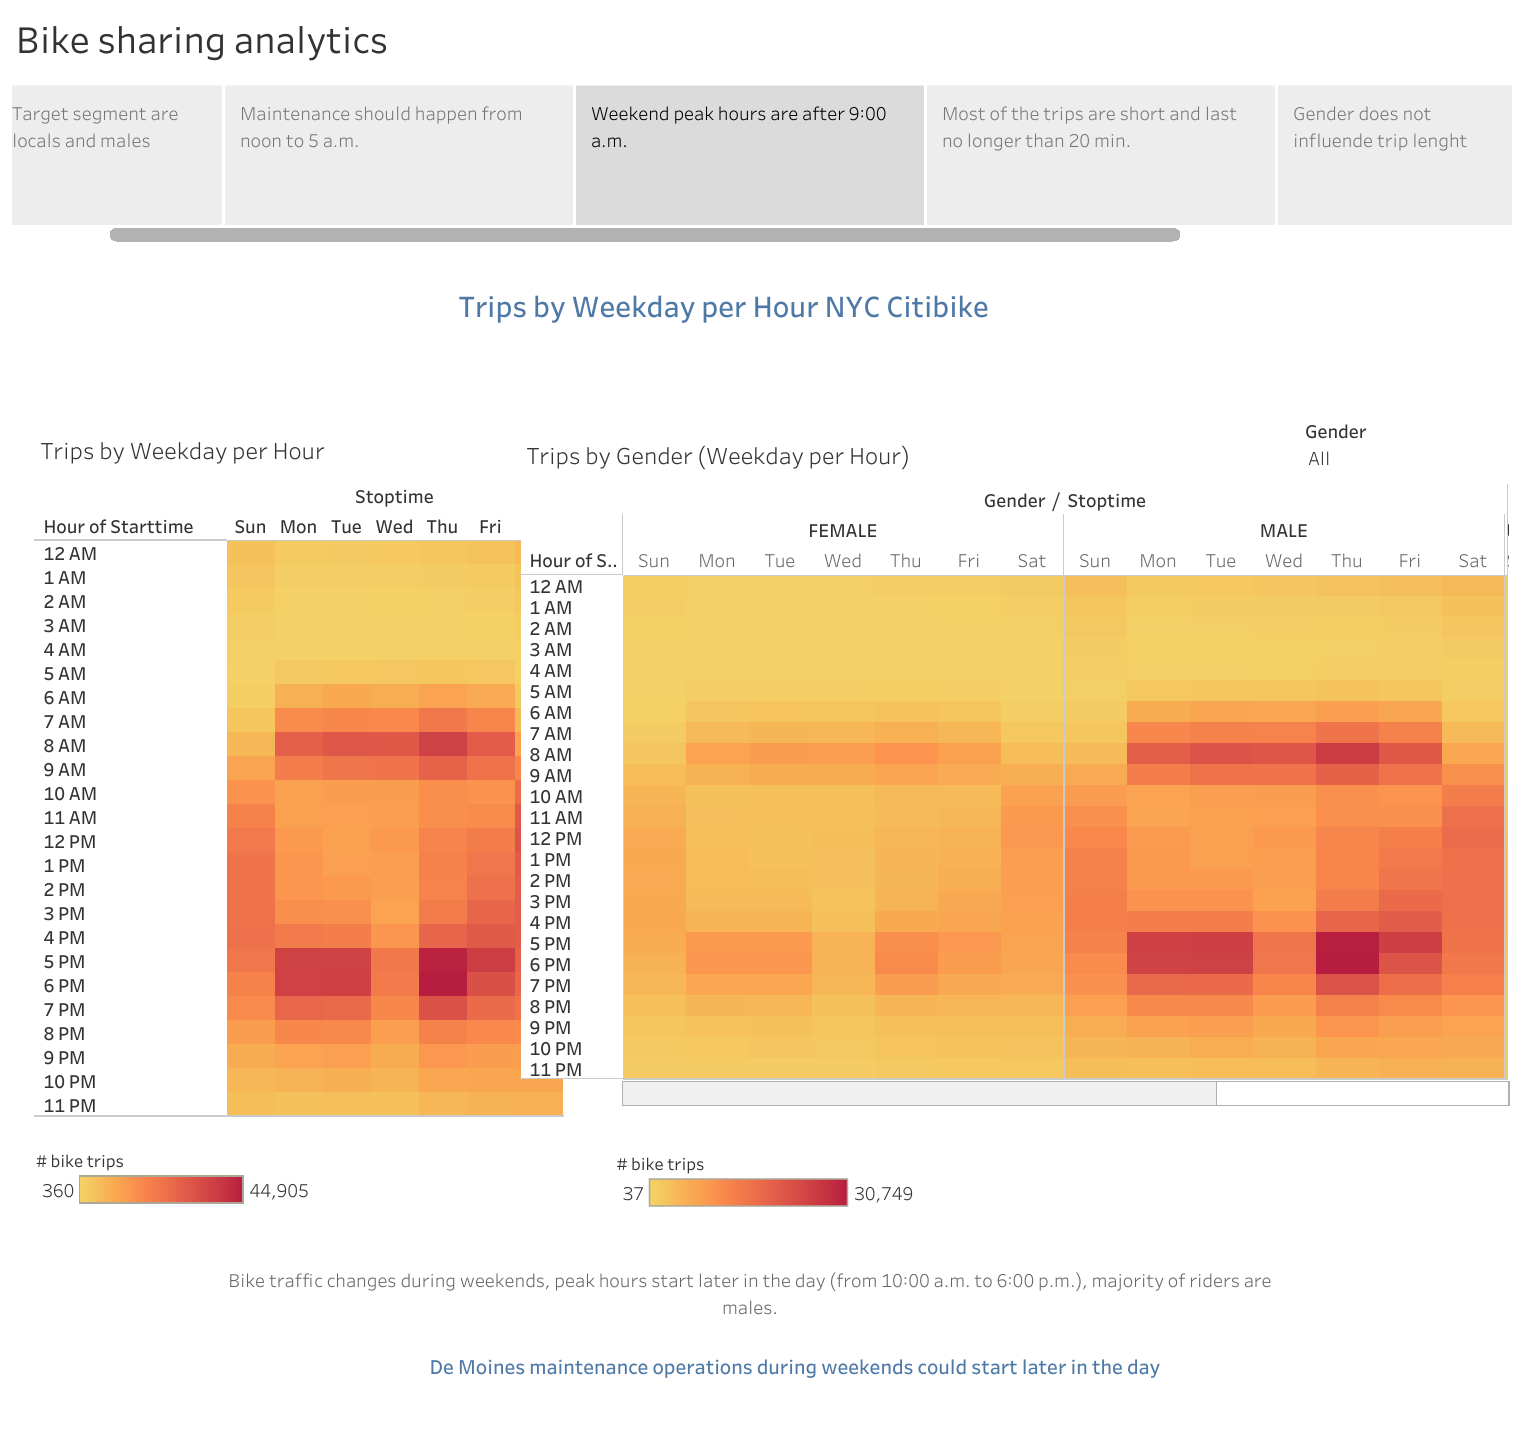 Bike sharing analytics
Target segment are
locals and males
Maintenance should happen from
noon to 5 a.m.
Weekend peak hours are after 9:00
a.m.
Most of the trips are short and last
no longer than 20 min.
Gender does not
influende trip lenght
Trips by Weekday per Hour NYC Citibike
Trips by Weekday per Hour
Stoptime
Hour of Starttime Sun Mon Tue Wed Thu Fri
12 AM
1 AM
2 AM
3 AM
4 AM
5 AM
6 AM
7 AM
8 AM
9 AM
10 AM
11 AM
12 PM
1 PM
2 PM
3 PM
4 PM
5 PM
6 PM
7 PM
8 PM
9 PM
10 PM
11 PM
# bike trips
360 44,905
Trips by Gender (Weekday per Hour)
Gender
All
Gender / Stoptime
FEMALE MALE
Hour of S.. Sun Mon Tue Wed Thu Fri Sat Sun Mon Tue Wed Thu Fri Sat
12 AM
1 AM
2 AM
3 AM
4 AM
5 AM
6 AM
7 AM
8 AM
9 AM
10 AM
11 AM
12 PM
1 PM
2 PM
3 PM
4 PM
5 PM
6 PM
7 PM
8 PM
9 PM
10 PM
11 PM
# bike trips
37 30,749
Bike traffic changes during weekends, peak hours start later in the day (from 10:00 a.m. to 6:00 p.m.), majority of riders are
males.
De Moines maintenance operations during weekends could start later in the day